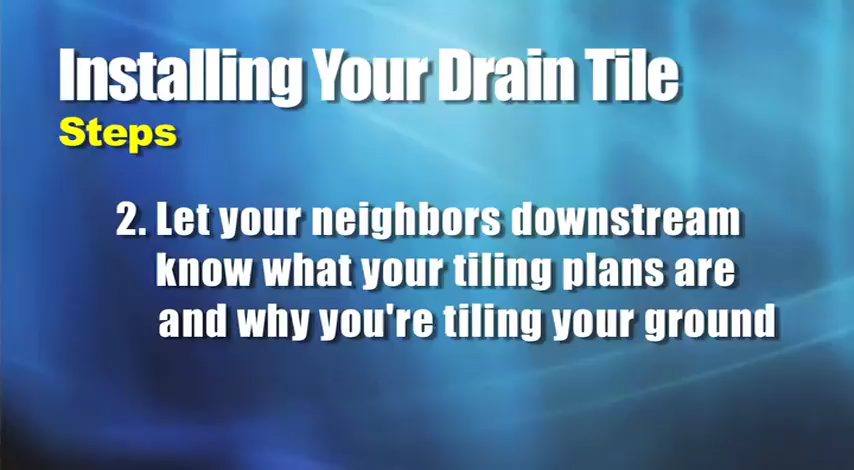 Installing Your Drain Tile
Steps
2. Let your neighbors downstream
know what your tiling plans are
and why you're tiling your ground